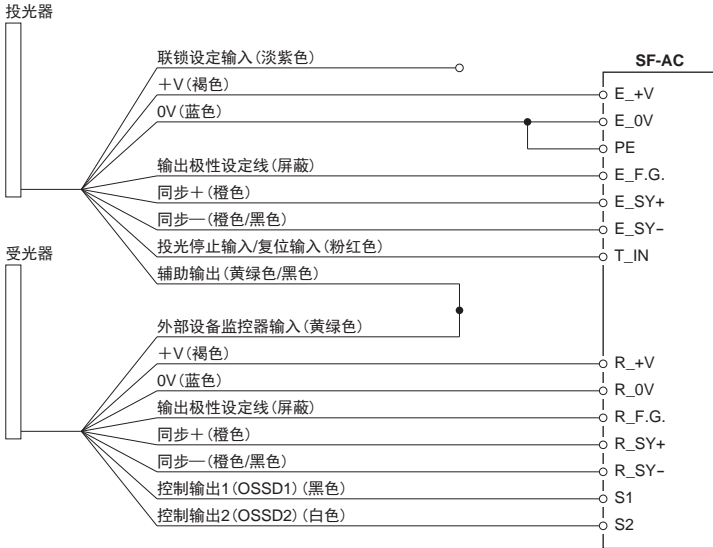 投光器
联锁设定输入(淡紫色)
SF-AC
+V(褐色)
E_+V
0V(蓝色)
E_0V
PE
输出极性设定线(屏蔽)
E_F.G.
同步+(橙色)
E_SY+
同步—(橙色/黑色)
E_SY-
投光停止输入/复位输入(粉红色)
T_IN
受光器
辅助输出(黄绿色/黑色)
外部设备监控器输入(黄绿色)
+V(褐色)
R_+V
0V(蓝色)
R_0V
输出极性设定线(屏蔽)
R_F.G.
同步+(橙色)
R_SY+
同步—(橙色/黑色)
R_SY-
控制输出1(OSSD1)(黑色)
S1
控制输出2(OSSD2)(白色)
S2